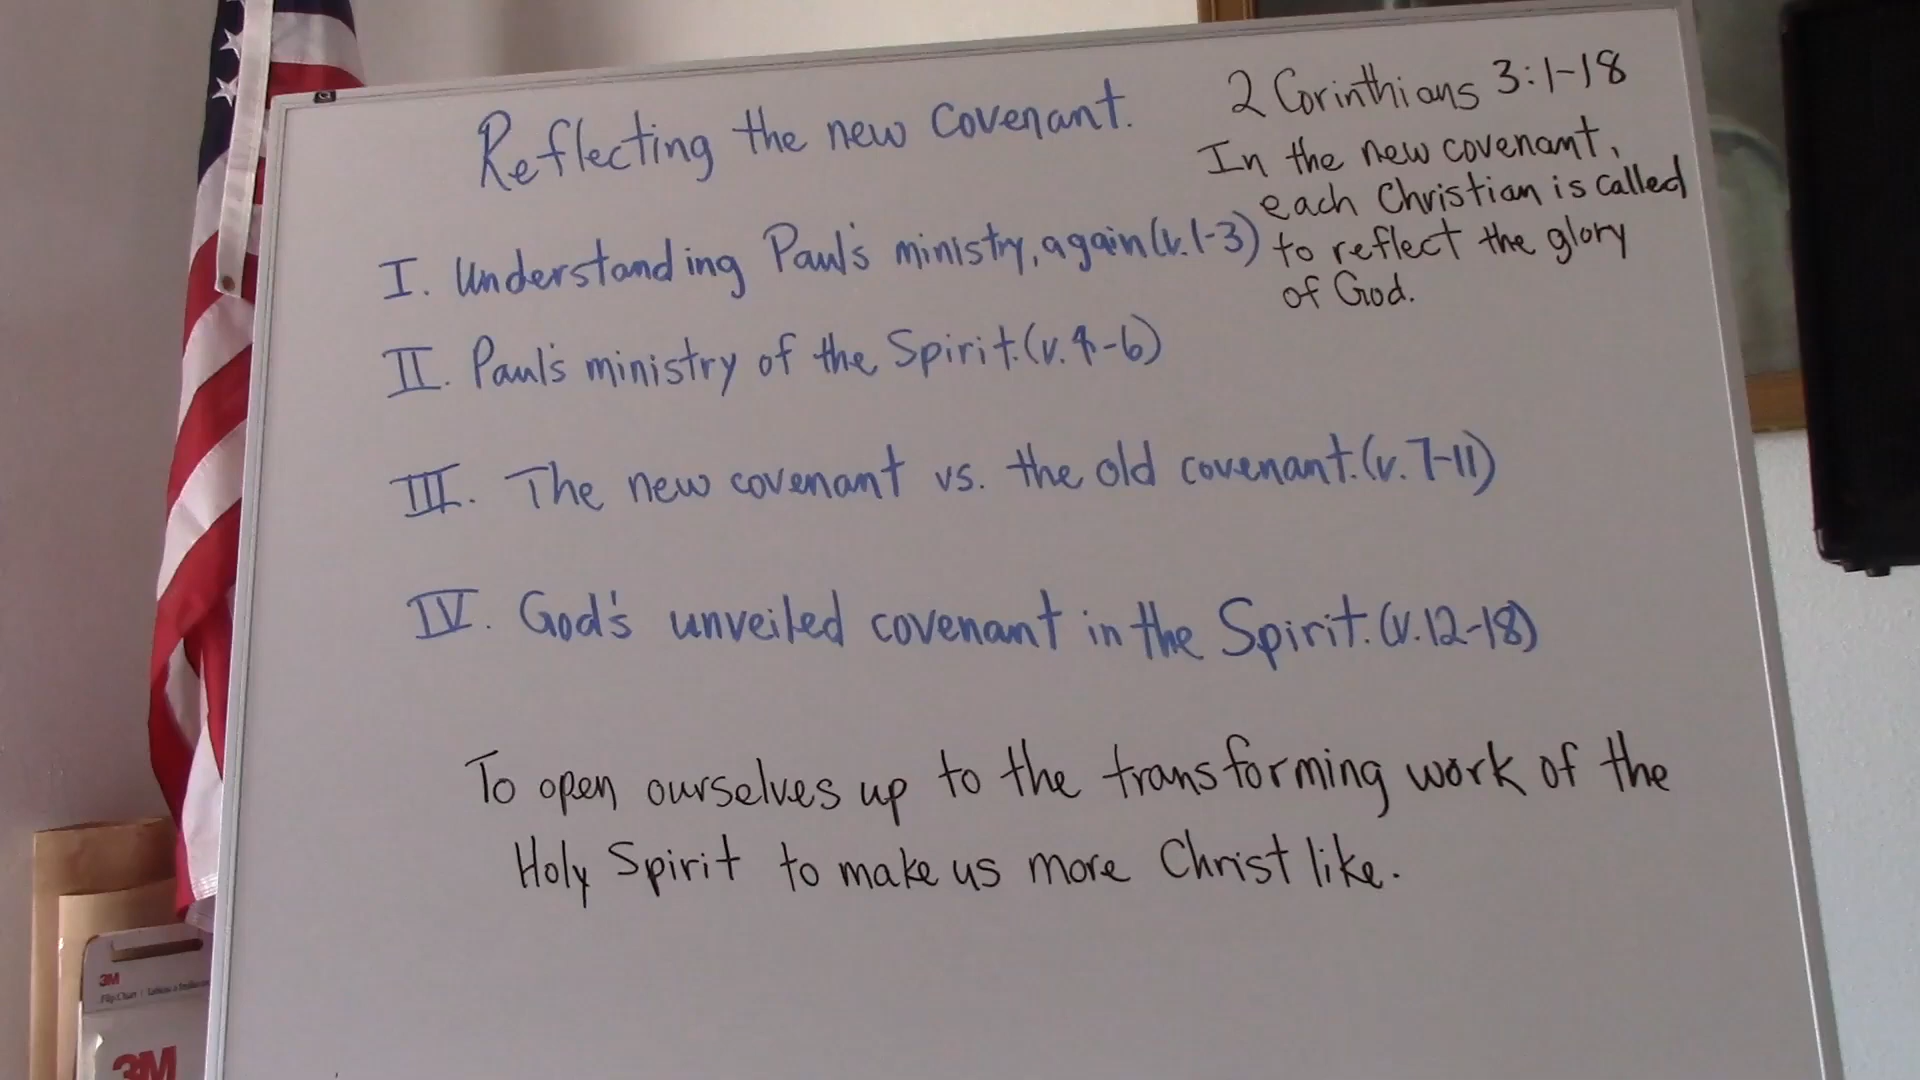 Reflecting the new covenant.
2 Corinthians 3:1-18
In the new covenant,
each Christian is called
to reflect the glory
of God.
I. Understanding Paul's ministry, again (v. 1-3)
II. Paul's ministry of the Spirit. (v. 4-6)
III. The new covenant vs. the old covenant. (v. 7-11)
IV. God's unveiled covenant in the Spirit. (v. 12-18)
To open ourselves up to the transforming work of the
Holy Spirit to make us more Christ like.
3M
Flip Chart
3M